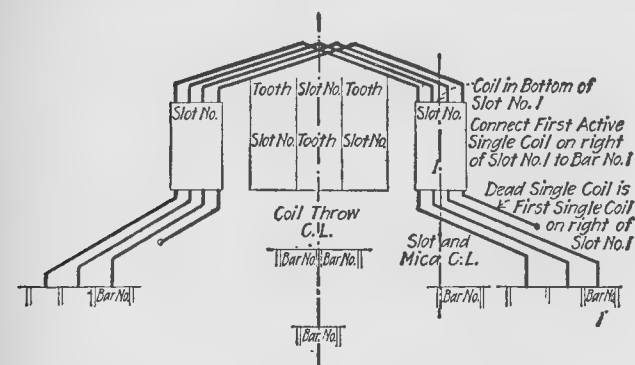 Tooth Slot No. Tooth
Slot No.
Slot No. Tooth Slot No.
Coil Throw
C.L.
Bar No. Bar No.
Bar No.
Bar No.
Slot No.
1.
Coil in Bottom of
Slot No. 1
Connect First Active
Single Coil on right
of Slot No. 1 to Bar No. 1
Dead Single Coil is
First Single Coil
on right of
Slot No. 1
Slot and
Mica C.L.
Bar No.
Bar No.
1